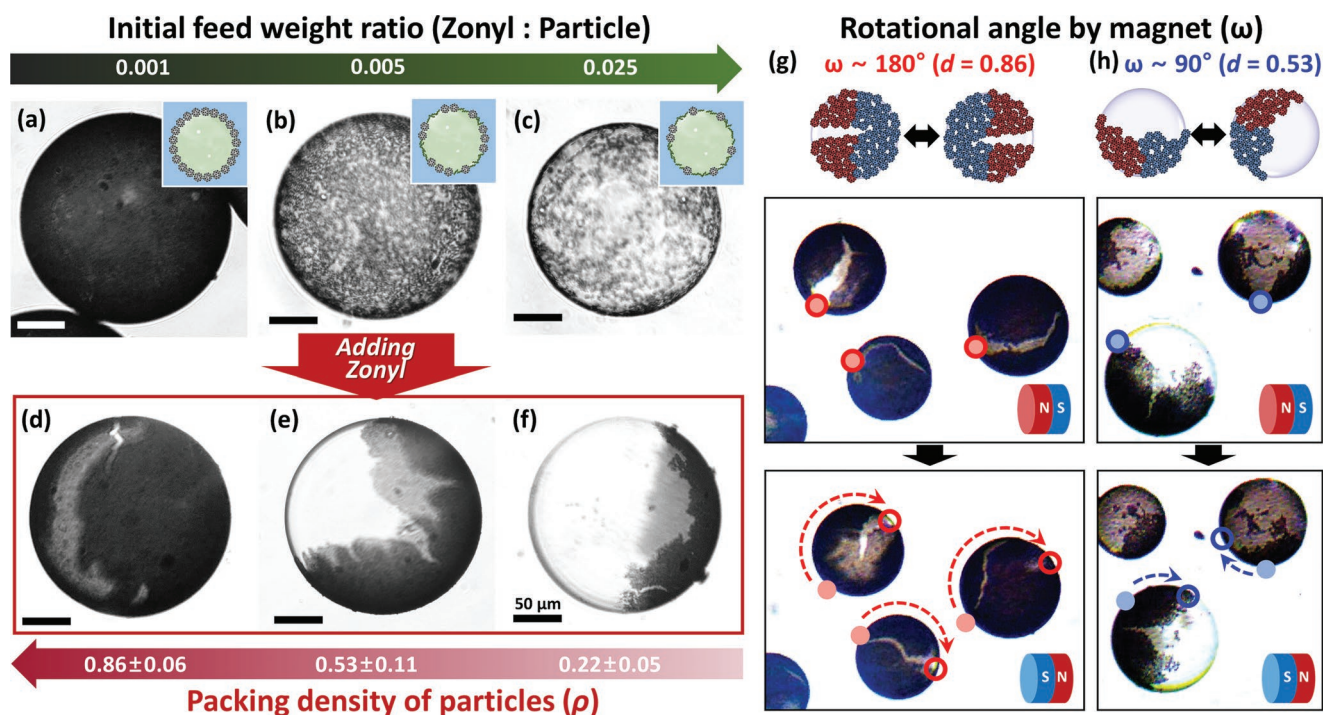 Initial feed weight ratio (Zonyl : Particle)
0.001 0.005 0.025
(a) (b) (c)
Adding
Zonyl
(d) (e) (f)
50 μm
0.86±0.06 0.53±0.11 0.22±0.05
Packing density of particles (ρ)
Rotational angle by magnet (ω)
(g) ω ~ 180° (d = 0.86)
(h) ω ~ 90° (d = 0.53)
N S
N S
S N
S N